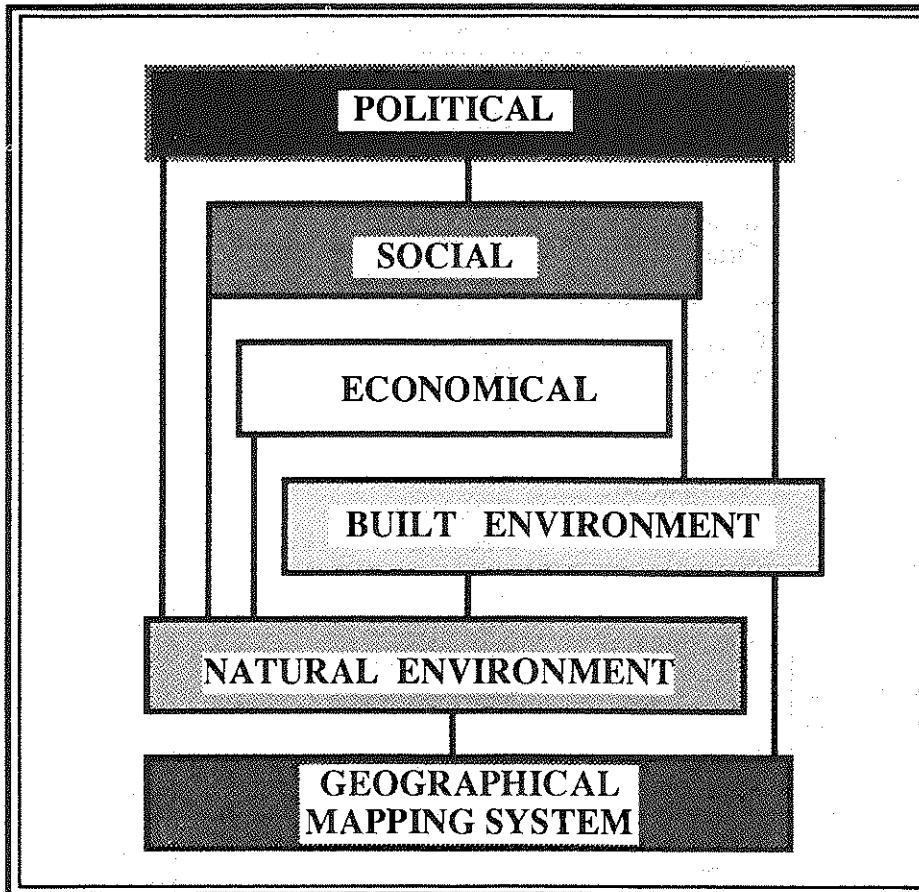 POLITICAL
SOCIAL
ECONOMICAL
BUILT ENVIRONMENT
NATURAL ENVIRONMENT
GEOGRAPHICAL
MAPPING SYSTEM